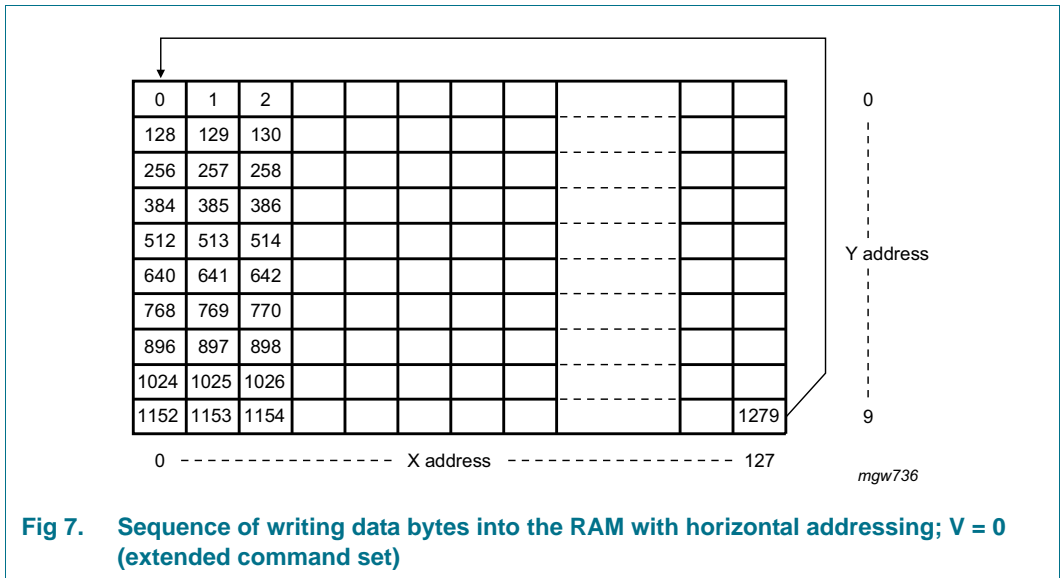 0 1 2 0
128 129 130
256 257 258
384 385 386
512 513 514
Y address
640 641 642
768 769 770
896 897 898
1024 1025 1026
1152 1153 1154 1279 9
0 X address 127
mgw736
Fig 7. Sequence of writing data bytes into the RAM with horizontal addressing; V = 0
(extended command set)